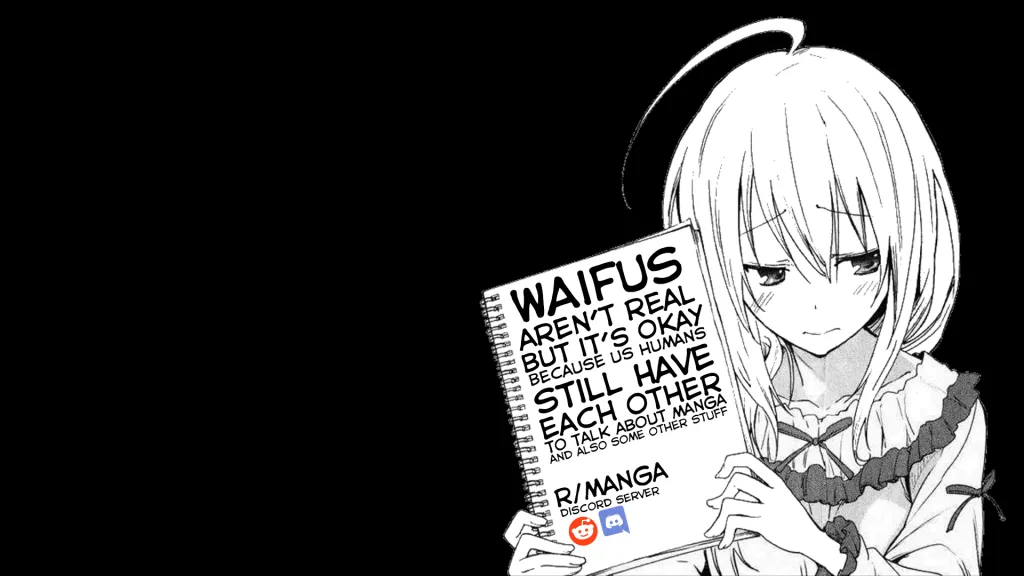 WAIFUS
AREN'T REAL
BUT IT'S OKAY
BECAUSE US HUMANS
STILL HAVE
EACH OTHER
TO TALK ABOUT MANGA
AND ALSO SOME OTHER STUFF
R/MANGA
DISCORD SERVER